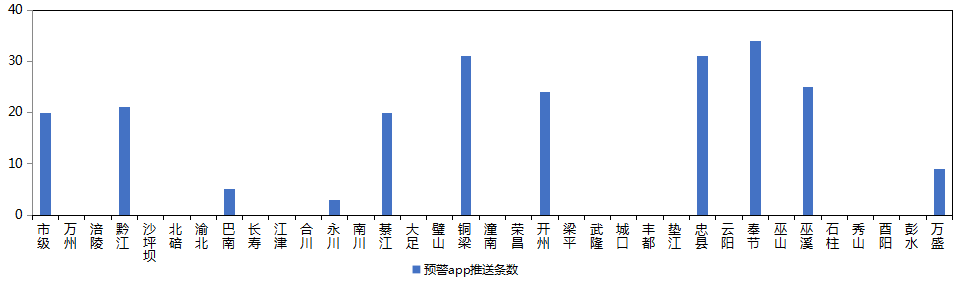 40
30
20
10
0
市级 万州 涪陵 黔江 沙坪坝 北碚 渝北 巴南 长寿 江津 合川 永川 南川 綦江 大足 璧山 铜梁 潼南 荣昌 开州 梁平 武隆 城口 丰都 垫江 忠县 云阳 奉节 巫山 巫溪 石柱 秀山 酉阳 彭水 万盛
预警app推送条数